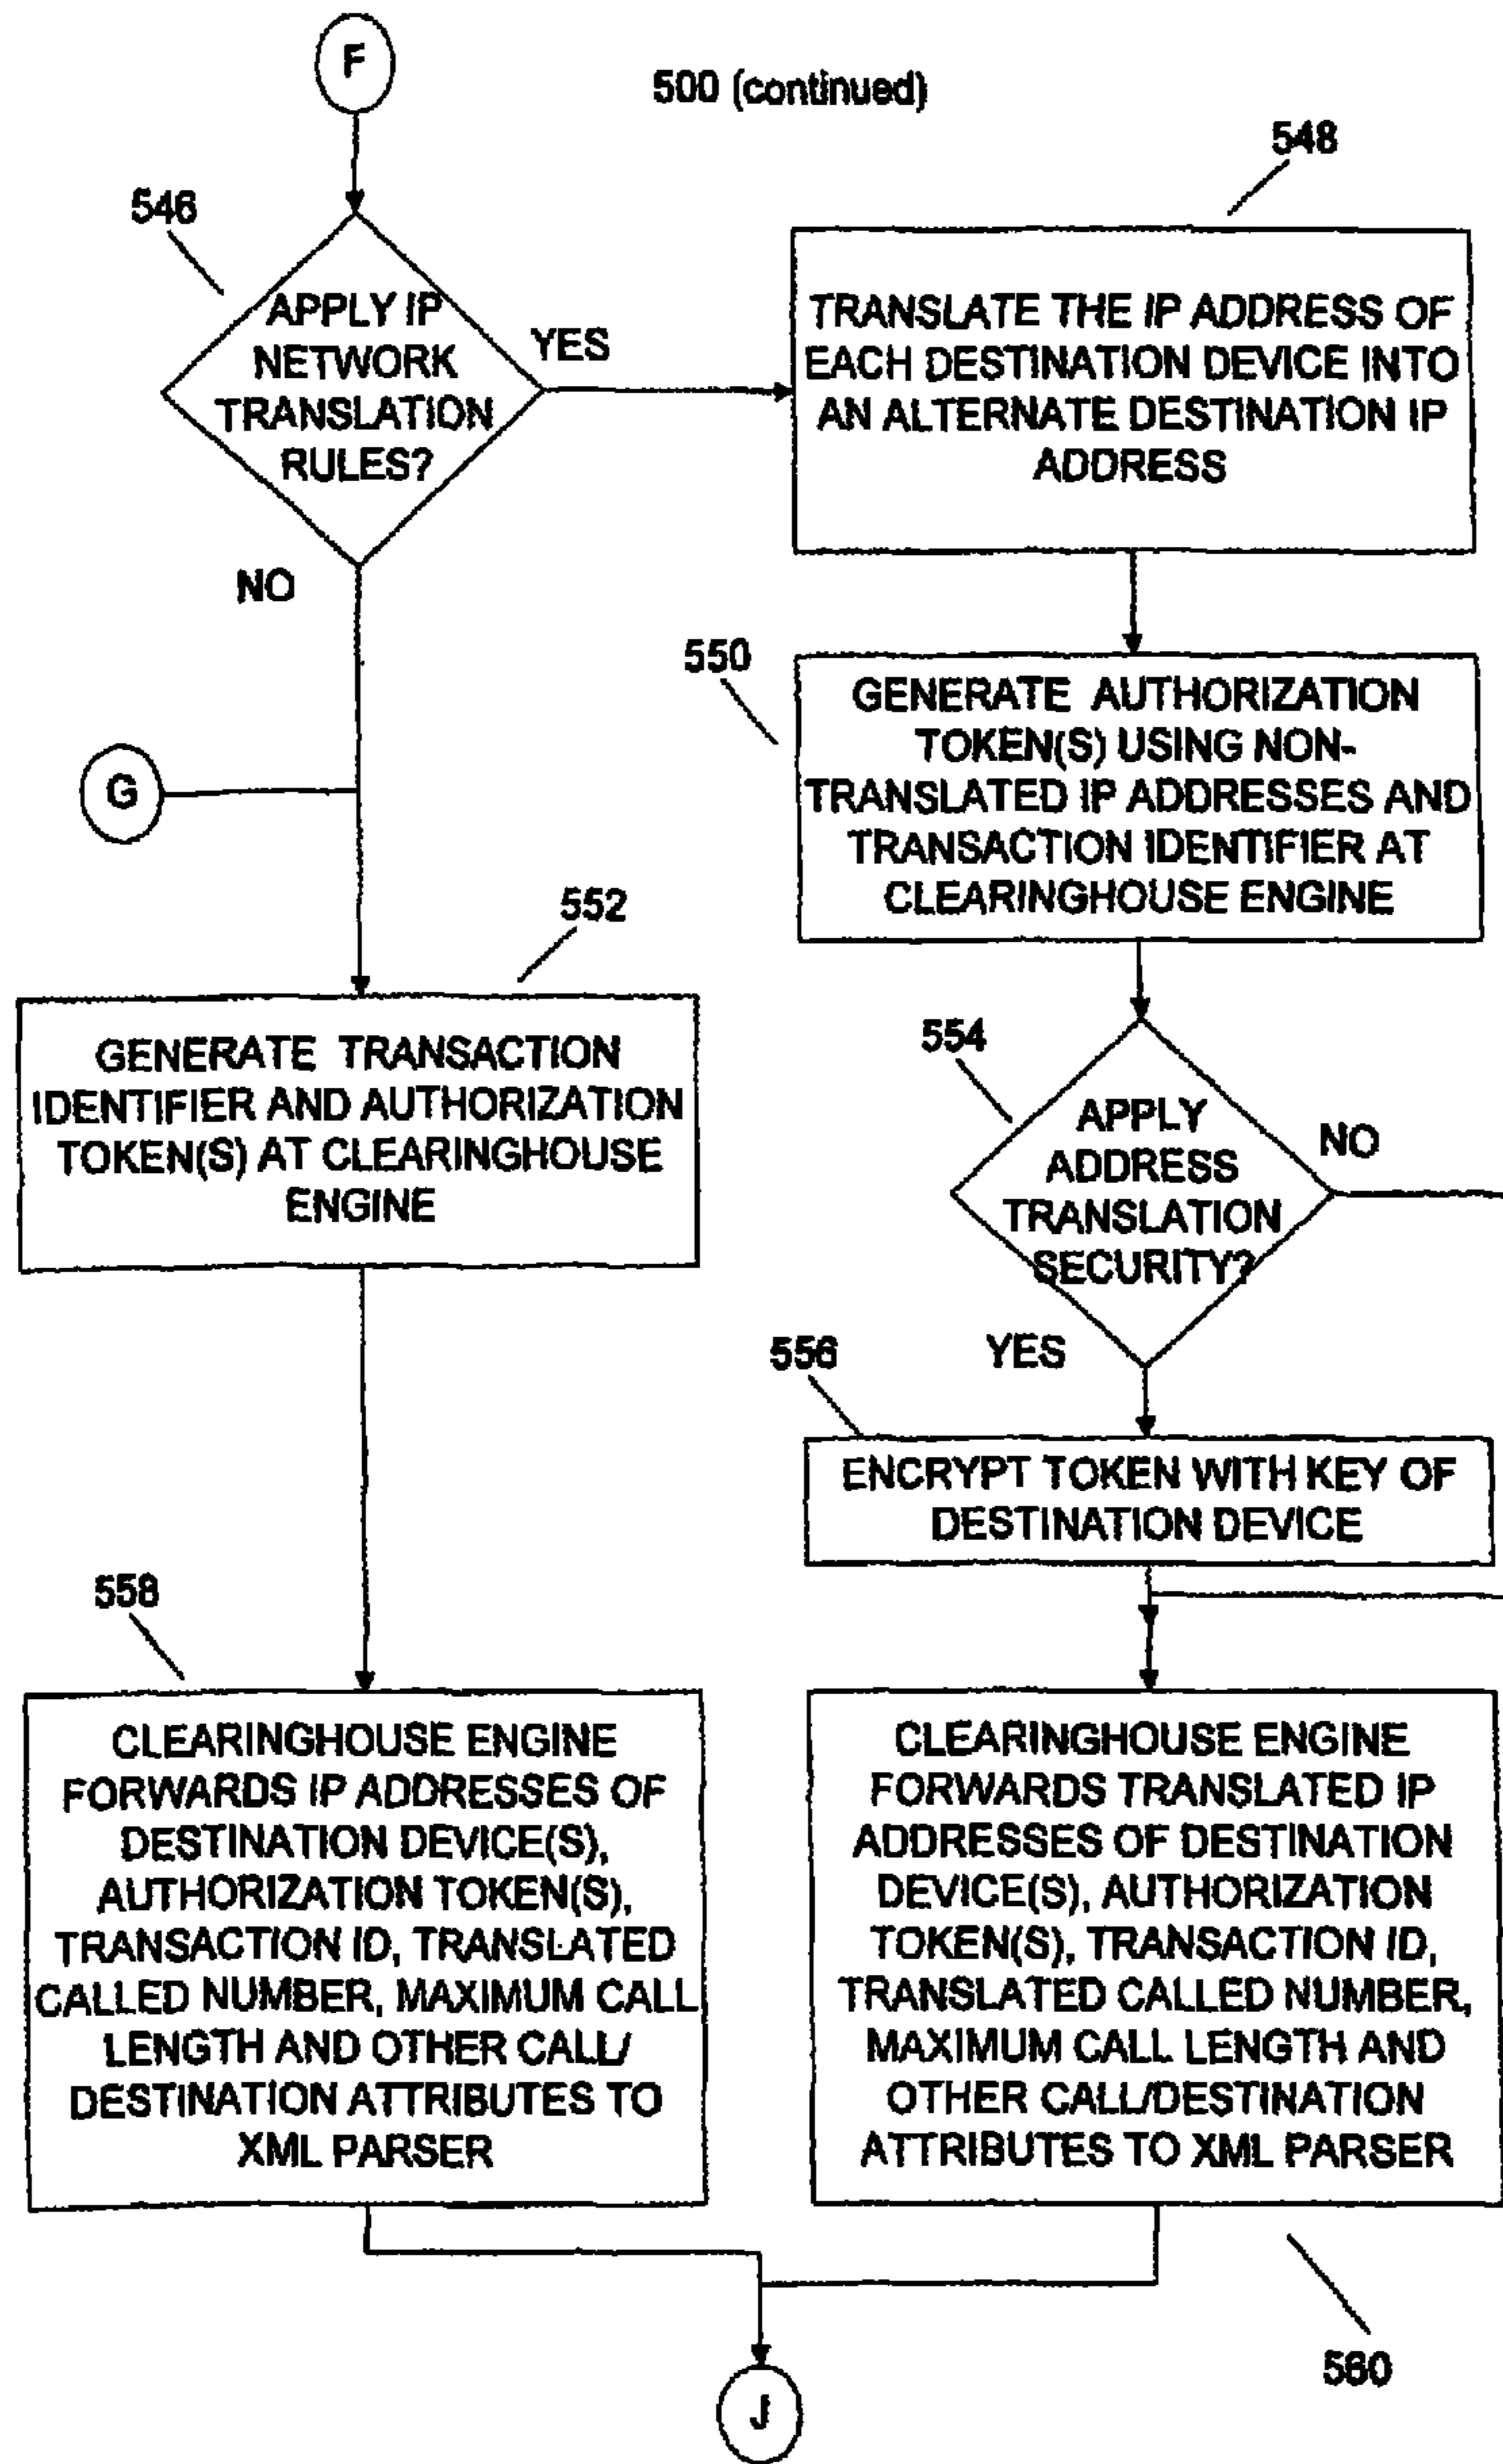 F
500 (continued)
548
546
APPLY IP
NETWORK
TRANSLATION
RULES?
YES
NO
TRANSLATE THE IP ADDRESS OF
EACH DESTINATION DEVICE INTO
AN ALTERNATE DESTINATION IP
ADDRESS
550
GENERATE AUTHORIZATION
TOKEN(S) USING NON-
TRANSLATED IP ADDRESSES AND
TRANSACTION IDENTIFIER AT
CLEARINGHOUSE ENGINE
G
552
GENERATE TRANSACTION
IDENTIFIER AND AUTHORIZATION
TOKEN(S) AT CLEARINGHOUSE
ENGINE
554
APPLY
ADDRESS
TRANSLATION
SECURITY?
NO
YES
556
ENCRYPT TOKEN WITH KEY OF
DESTINATION DEVICE
558
CLEARINGHOUSE ENGINE
FORWARDS IP ADDRESSES OF
DESTINATION DEVICE(S),
AUTHORIZATION TOKEN(S),
TRANSACTION ID, TRANSLATED
CALLED NUMBER, MAXIMUM CALL
LENGTH AND OTHER CALL/
DESTINATION ATTRIBUTES TO
XML PARSER
CLEARINGHOUSE ENGINE
FORWARDS TRANSLATED IP
ADDRESSES OF DESTINATION
DEVICE(S), AUTHORIZATION
TOKEN(S), TRANSACTION ID,
TRANSLATED CALLED NUMBER,
MAXIMUM CALL LENGTH AND
OTHER CALL/DESTINATION
ATTRIBUTES TO XML PARSER
560
J